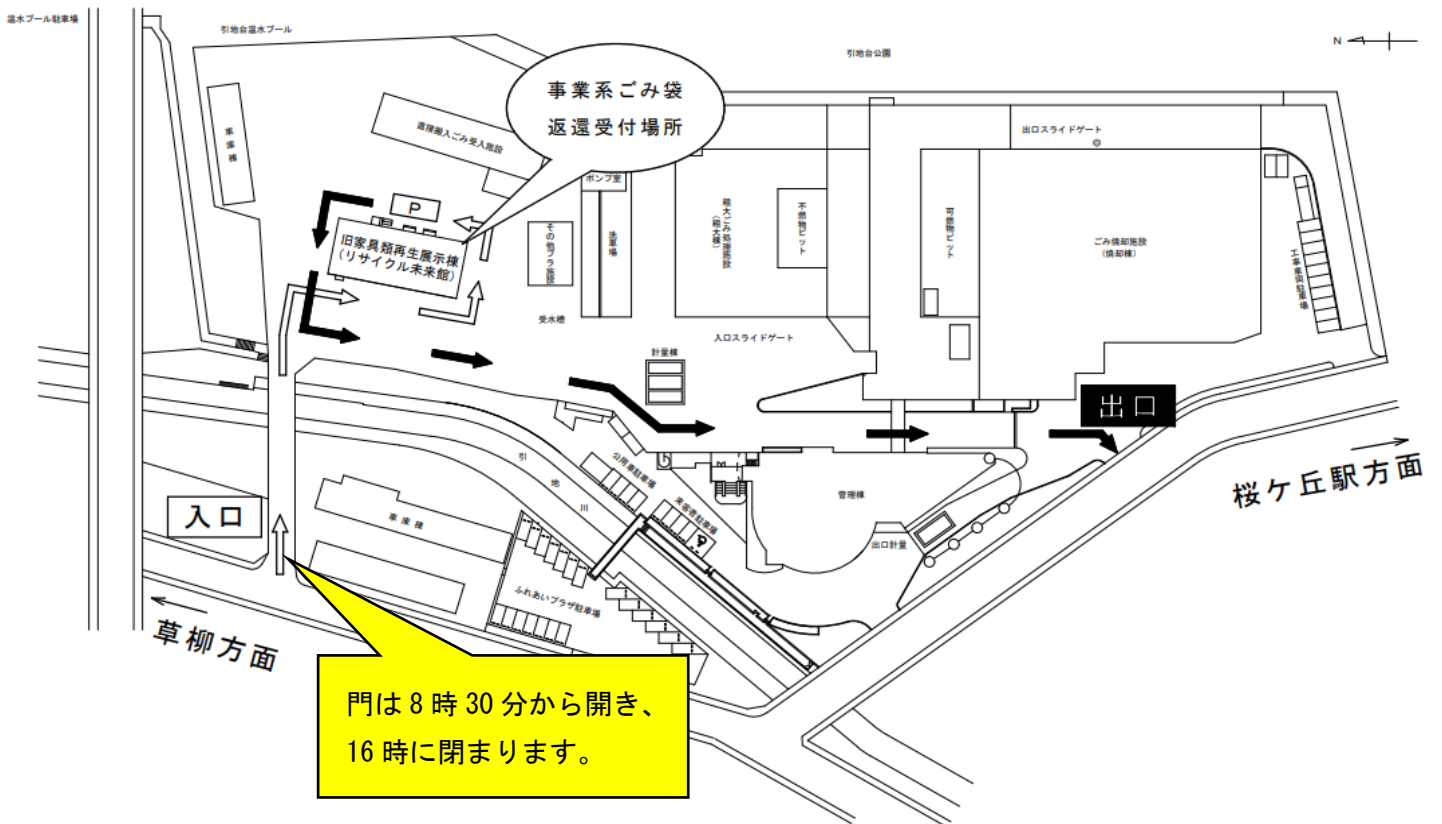 温水プール駐車場
引地台温水プール
引地台公園
N
事業系ごみ袋
返還受付場所
車庫棟
直接搬入ごみ受入施設
出口スライドゲート
ポンプ室
P
旧家具類再生展示棟
(リサイクル未来館)
その他プラ施設
洗車場
粗大ごみ処理施設
(粗大棟)
不燃物ピット
可燃物ピット
ごみ焼却施設
(焼却棟)
工事車両駐車場
受水槽
入口スライドゲート
計量棟
出口
桜ケ丘駅方面
引地川
公用車駐車場
来客者駐車場
管理棟
出口計量
入口
車庫棟
ふれあいプラザ駐車場
草柳方面
門は8時30分から開き、
16時に閉まります。